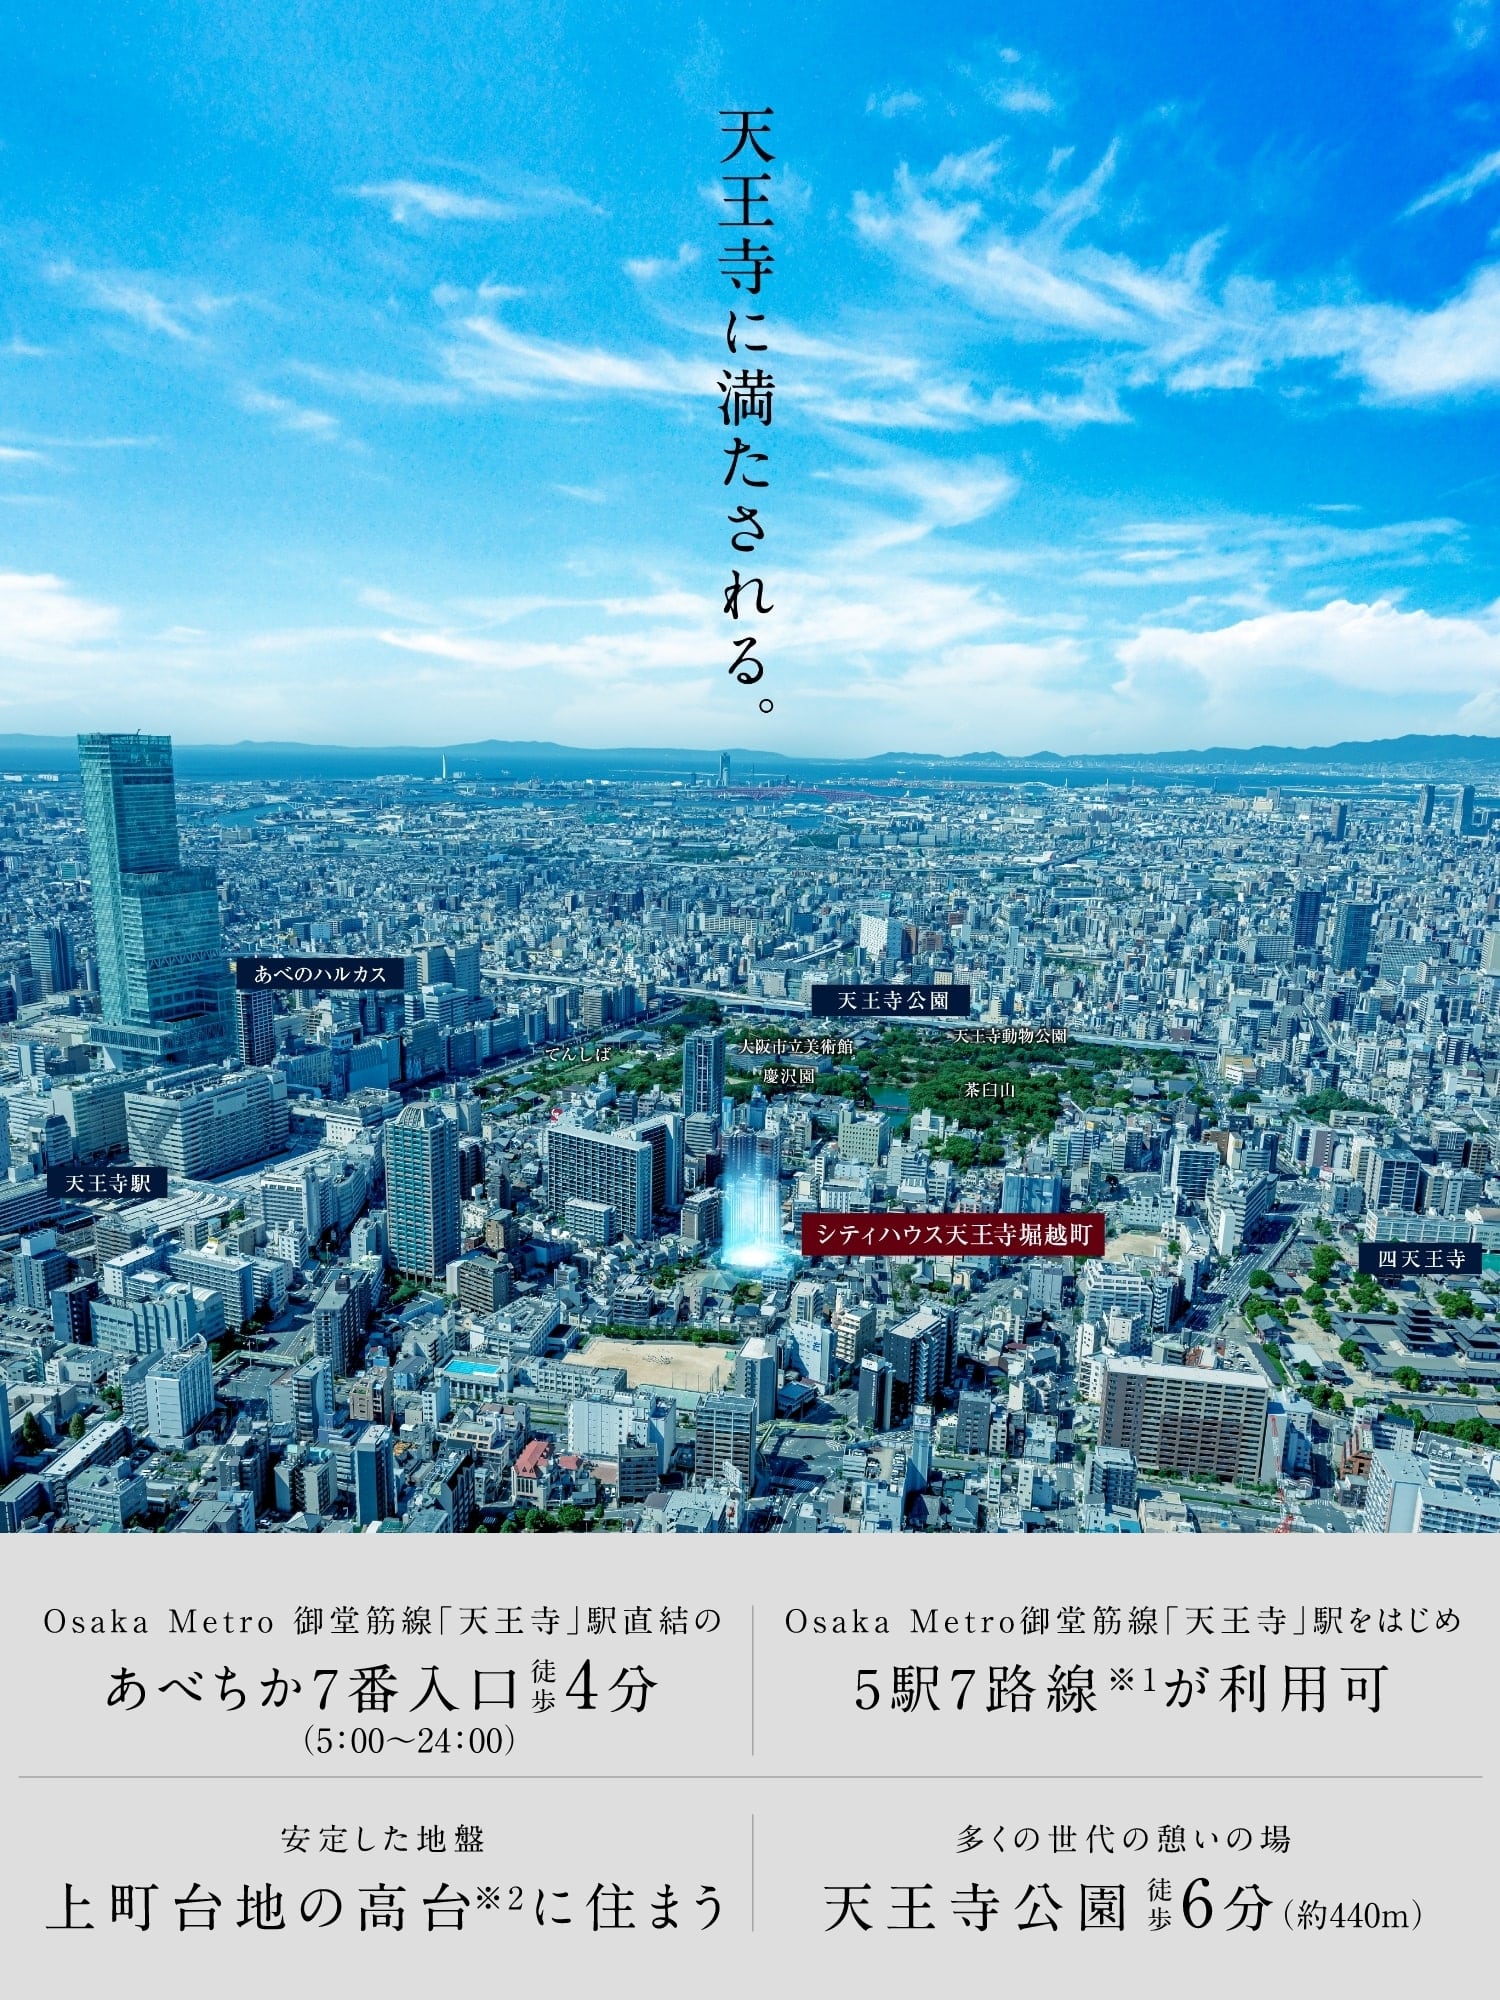 天王寺に満たされる。
あべのハルカス
天王寺公園
天王寺動物公園
てんしば
大阪市立美術館
慶沢園
茶臼山
天王寺駅
シティハウス天王寺堀越町
四天王寺
Osaka Metro 御堂筋線「天王寺」駅直結の
あべちか7番入口徒歩4分
(5:00〜24:00)
Osaka Metro御堂筋線「天王寺」駅をはじめ
5駅7路線※1が利用可
安定した地盤
上町台地の高台※2に住まう
多くの世代の憩いの場
天王寺公園 徒歩6分(約440m)